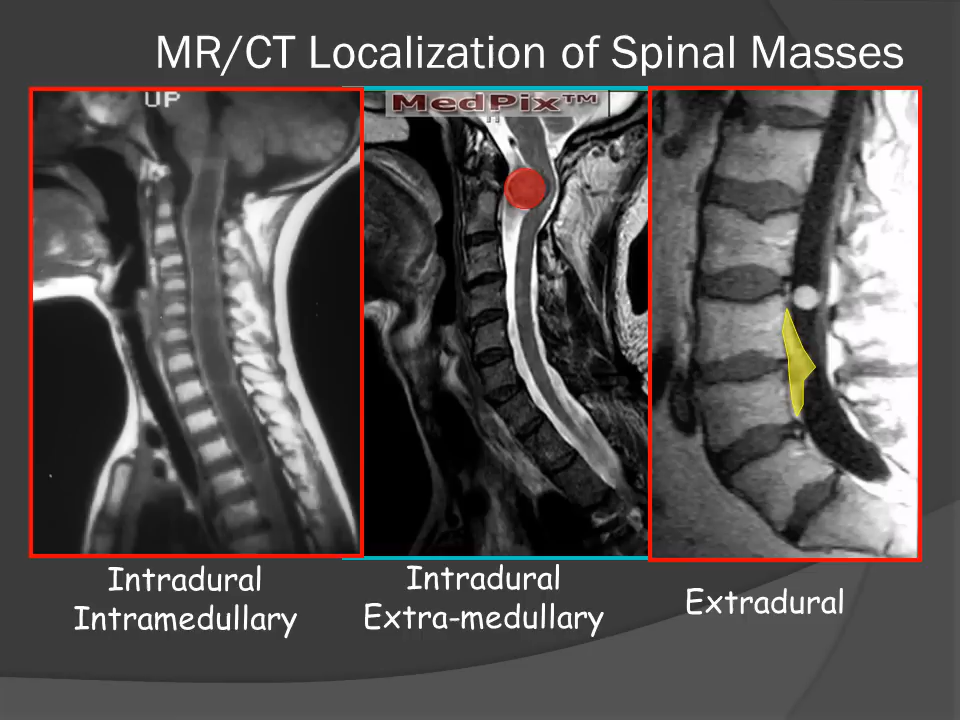 MR/CT Localization of Spinal Masses
UP
MedPix™
H
Intradural
Intramedullary
Intradural
Extra-medullary
Extradural